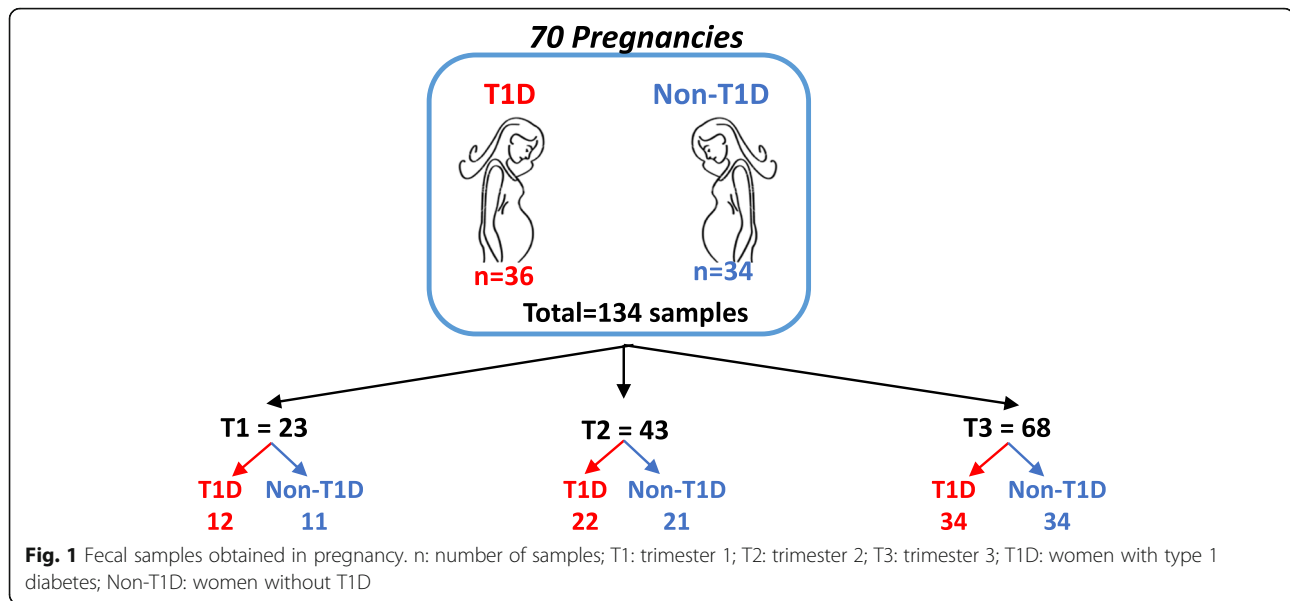 70 Pregnancies
T1D Non-T1D
n=36 n=34
Total=134 samples
T1 = 23 T2 = 43 T3 = 68
T1D Non-T1D T1D Non-T1D T1D Non-T1D
12 11 22 21 34 34
Fig. 1 Fecal samples obtained in pregnancy. n: number of samples; T1: trimester 1; T2: trimester 2; T3: trimester 3; T1D: women with type 1
diabetes; Non-T1D: women without T1D